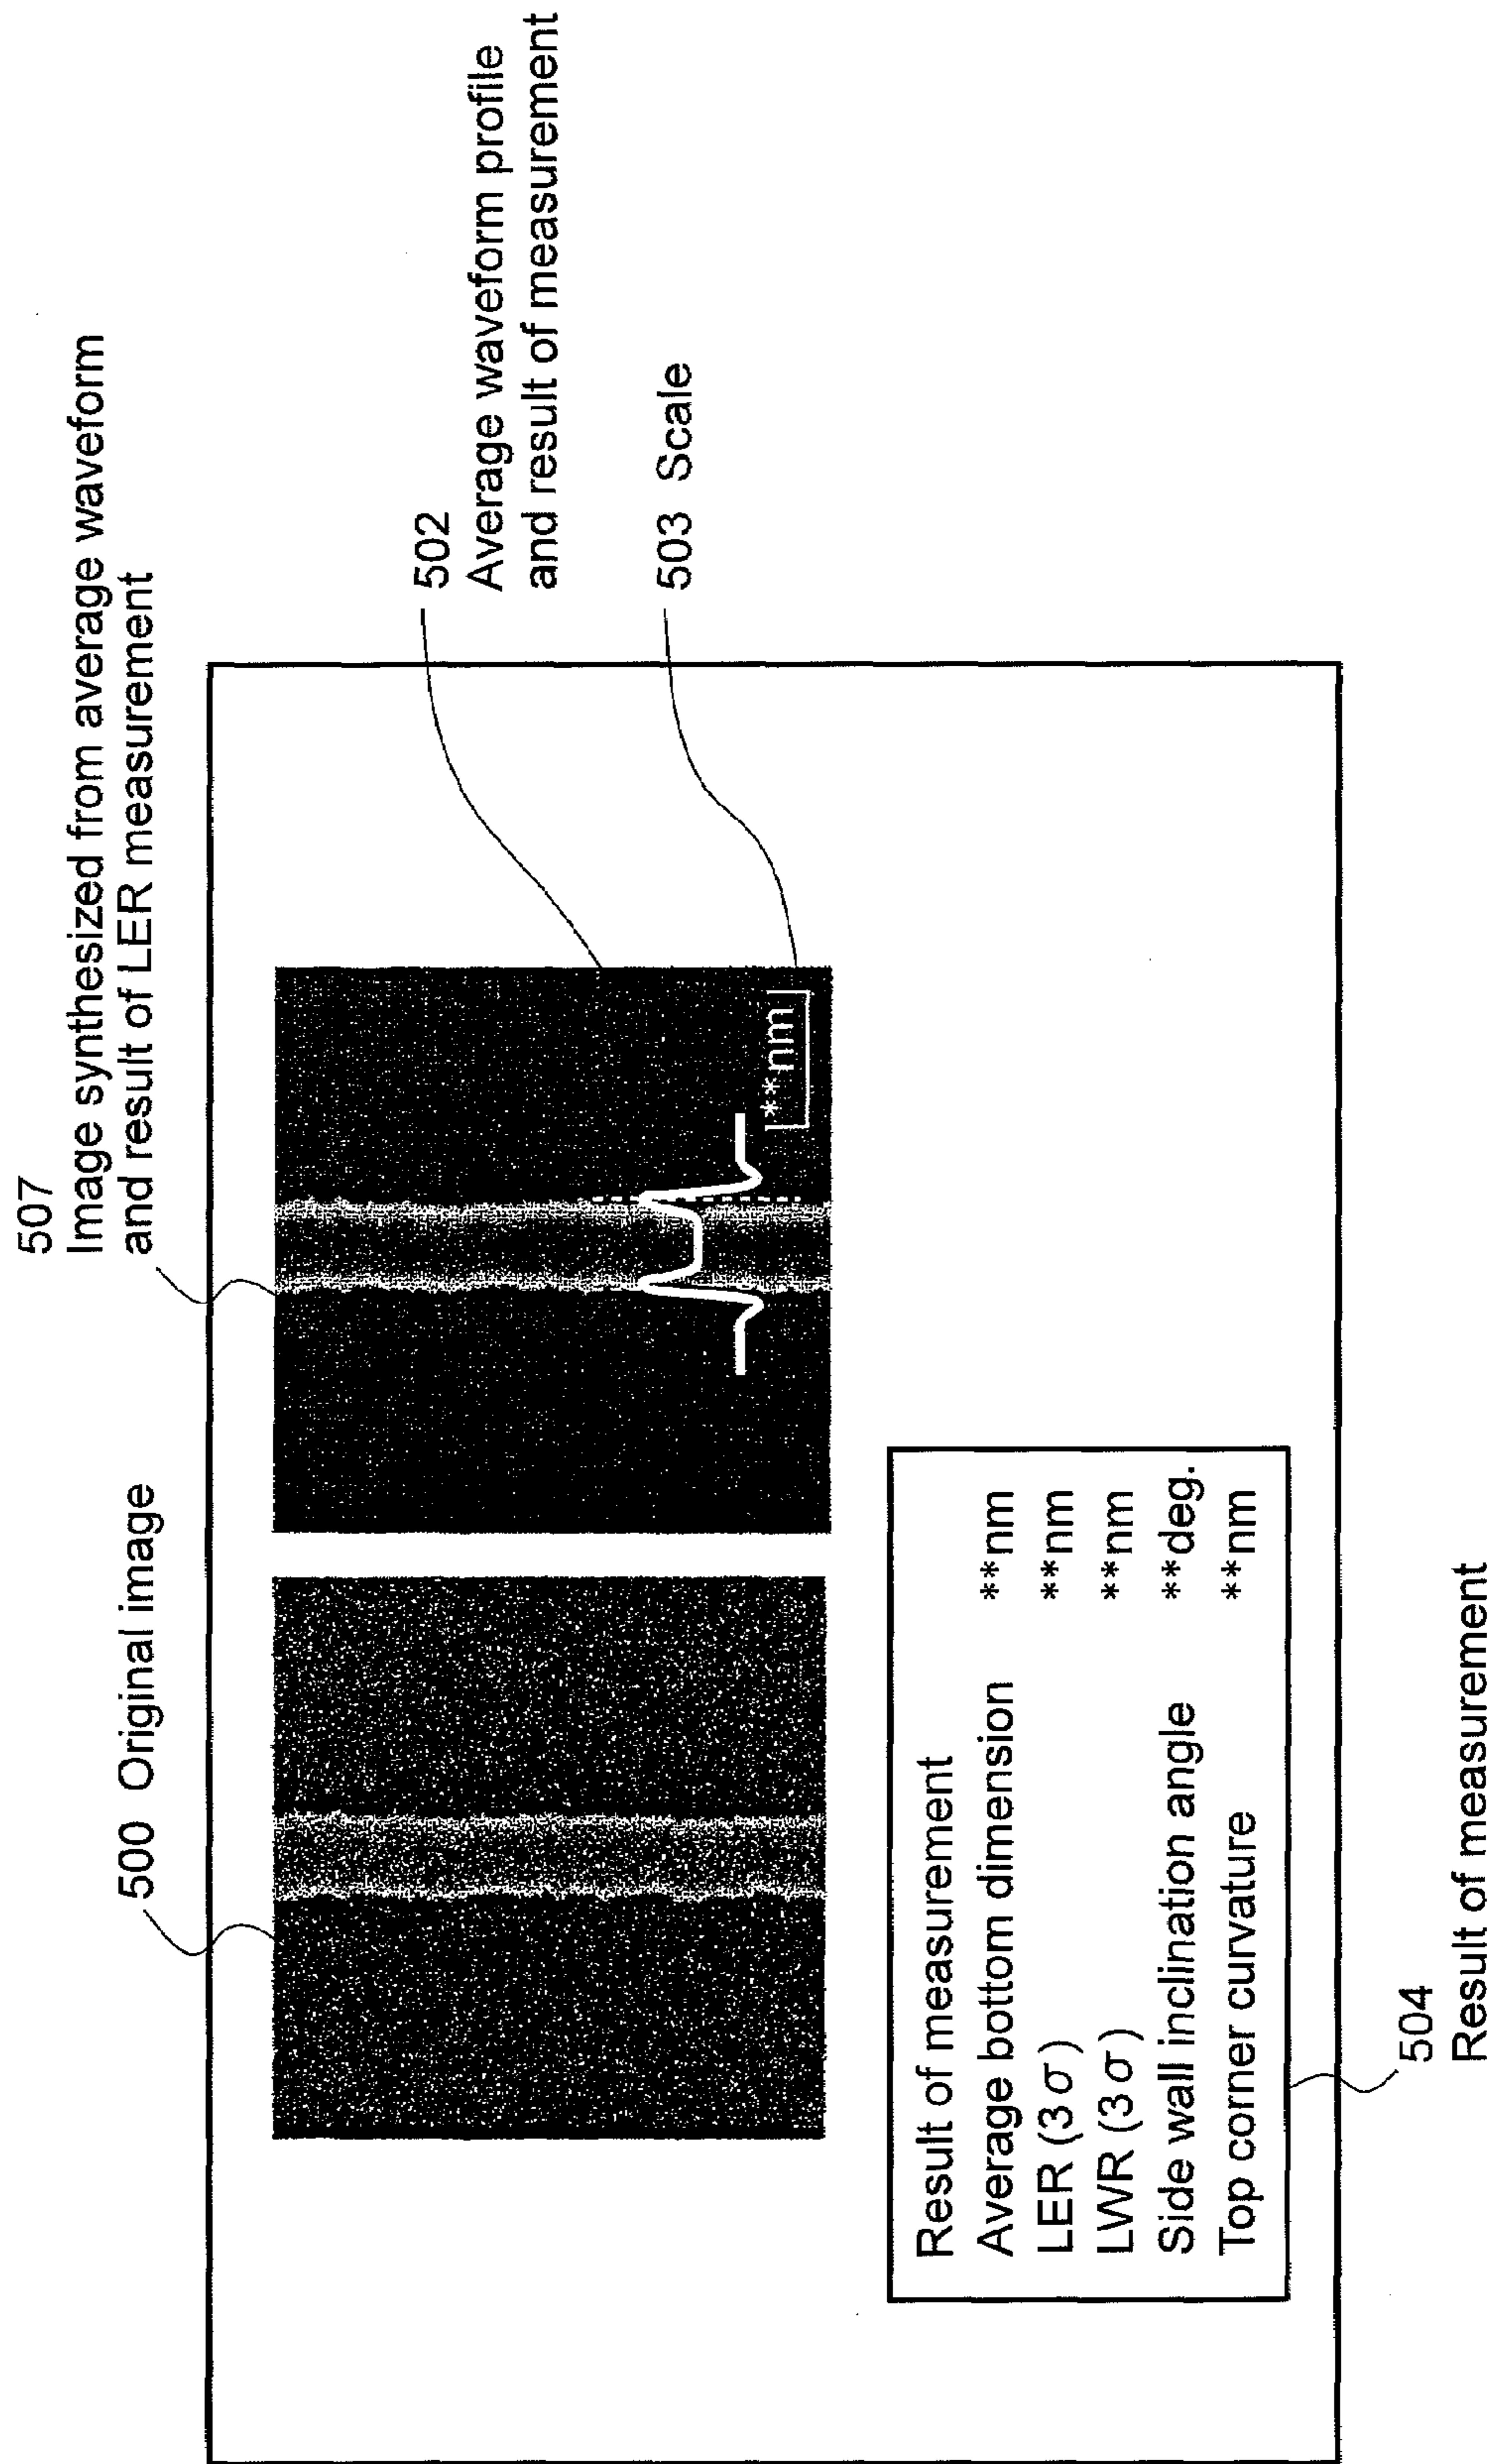 507
Image synthesized from average waveform
and result of LER measurement
500 Original image
502
Average waveform profile
and result of measurement
503 Scale
**nm
Result of measurement
Average bottom dimension **nm
LER (3σ) **nm
LWR (3σ) **nm
Side wall inclination angle **deg.
Top corner curvature **nm
504
Result of measurement